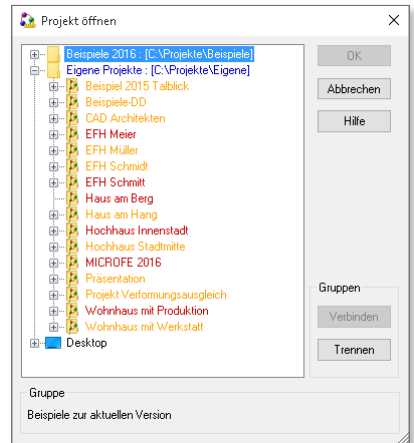 Projekt öffnen
Beispiele 2016 : [C:\Projekte\Beispiele]
Eigene Projekte : [C:\Projekte\Eigene]
Beispiel 2015 Talblick
Beispiele-DD
CAD Architekten
EFH Meier
EFH Müller
EFH Schmidt
EFH Schmitt
Haus am Berg
Haus am Hang
Hochhaus Innenstadt
Hochhaus Stadtmitte
MICROFE 2016
Präsentation
Projekt Verformungsausgleich
Wohnhaus mit Produktion
Wohnhaus mit Werkstatt
Desktop
OK
Abbrechen
Hilfe
Gruppen
Verbinden
Trennen
Gruppe
Beispiele zur aktuellen Version